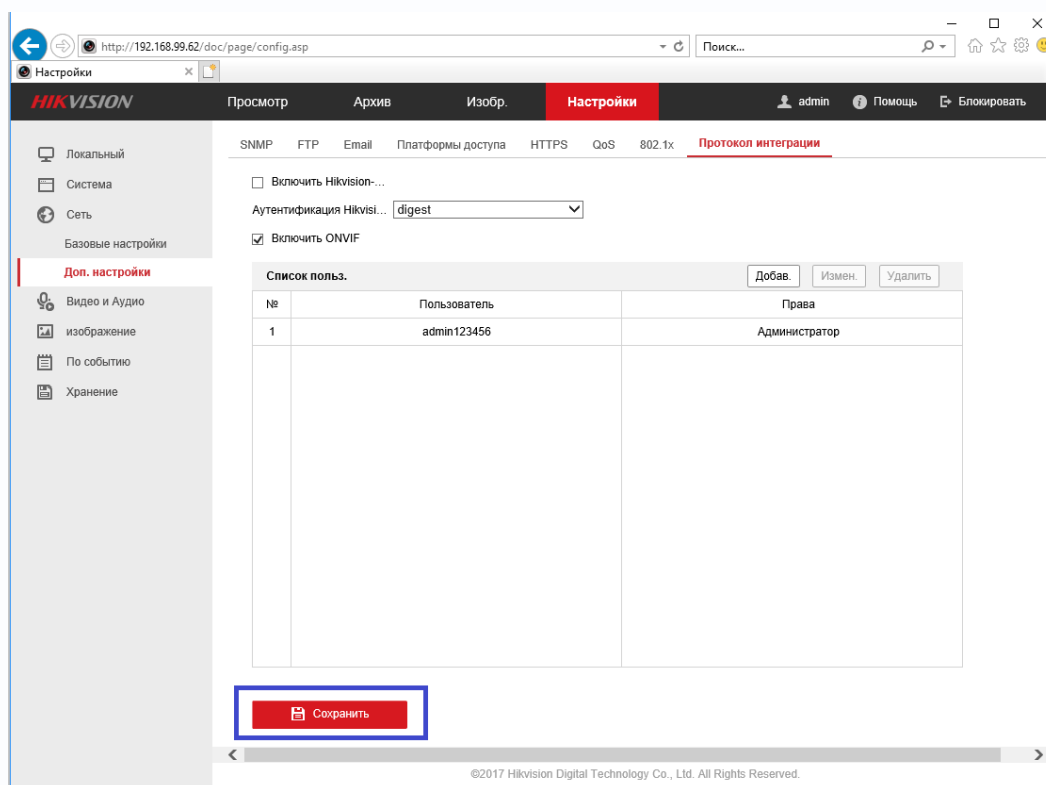 http://192.168.99.62/doc/page/config.asp
Поиск...
Настройки
HIKVISION
Просмотр
Архив
Изобр.
Настройки
admin
Помощь
Блокировать
Локальный
Система
Сеть
Базовые настройки
Доп. настройки
Видео и Аудио
изображение
По событию
Хранение
SNMP FTP Email Платформы доступа HTTPS QoS 802.1x Протокол интеграции
Включить Hikvision-...
Аутентификация Hikvisi... digest
Включить ONVIF
Список польз. Добав. Измен. Удалить
№ Пользователь Права
1 admin123456 Администратор
Сохранить
©2017 Hikvision Digital Technology Co., Ltd. All Rights Reserved.